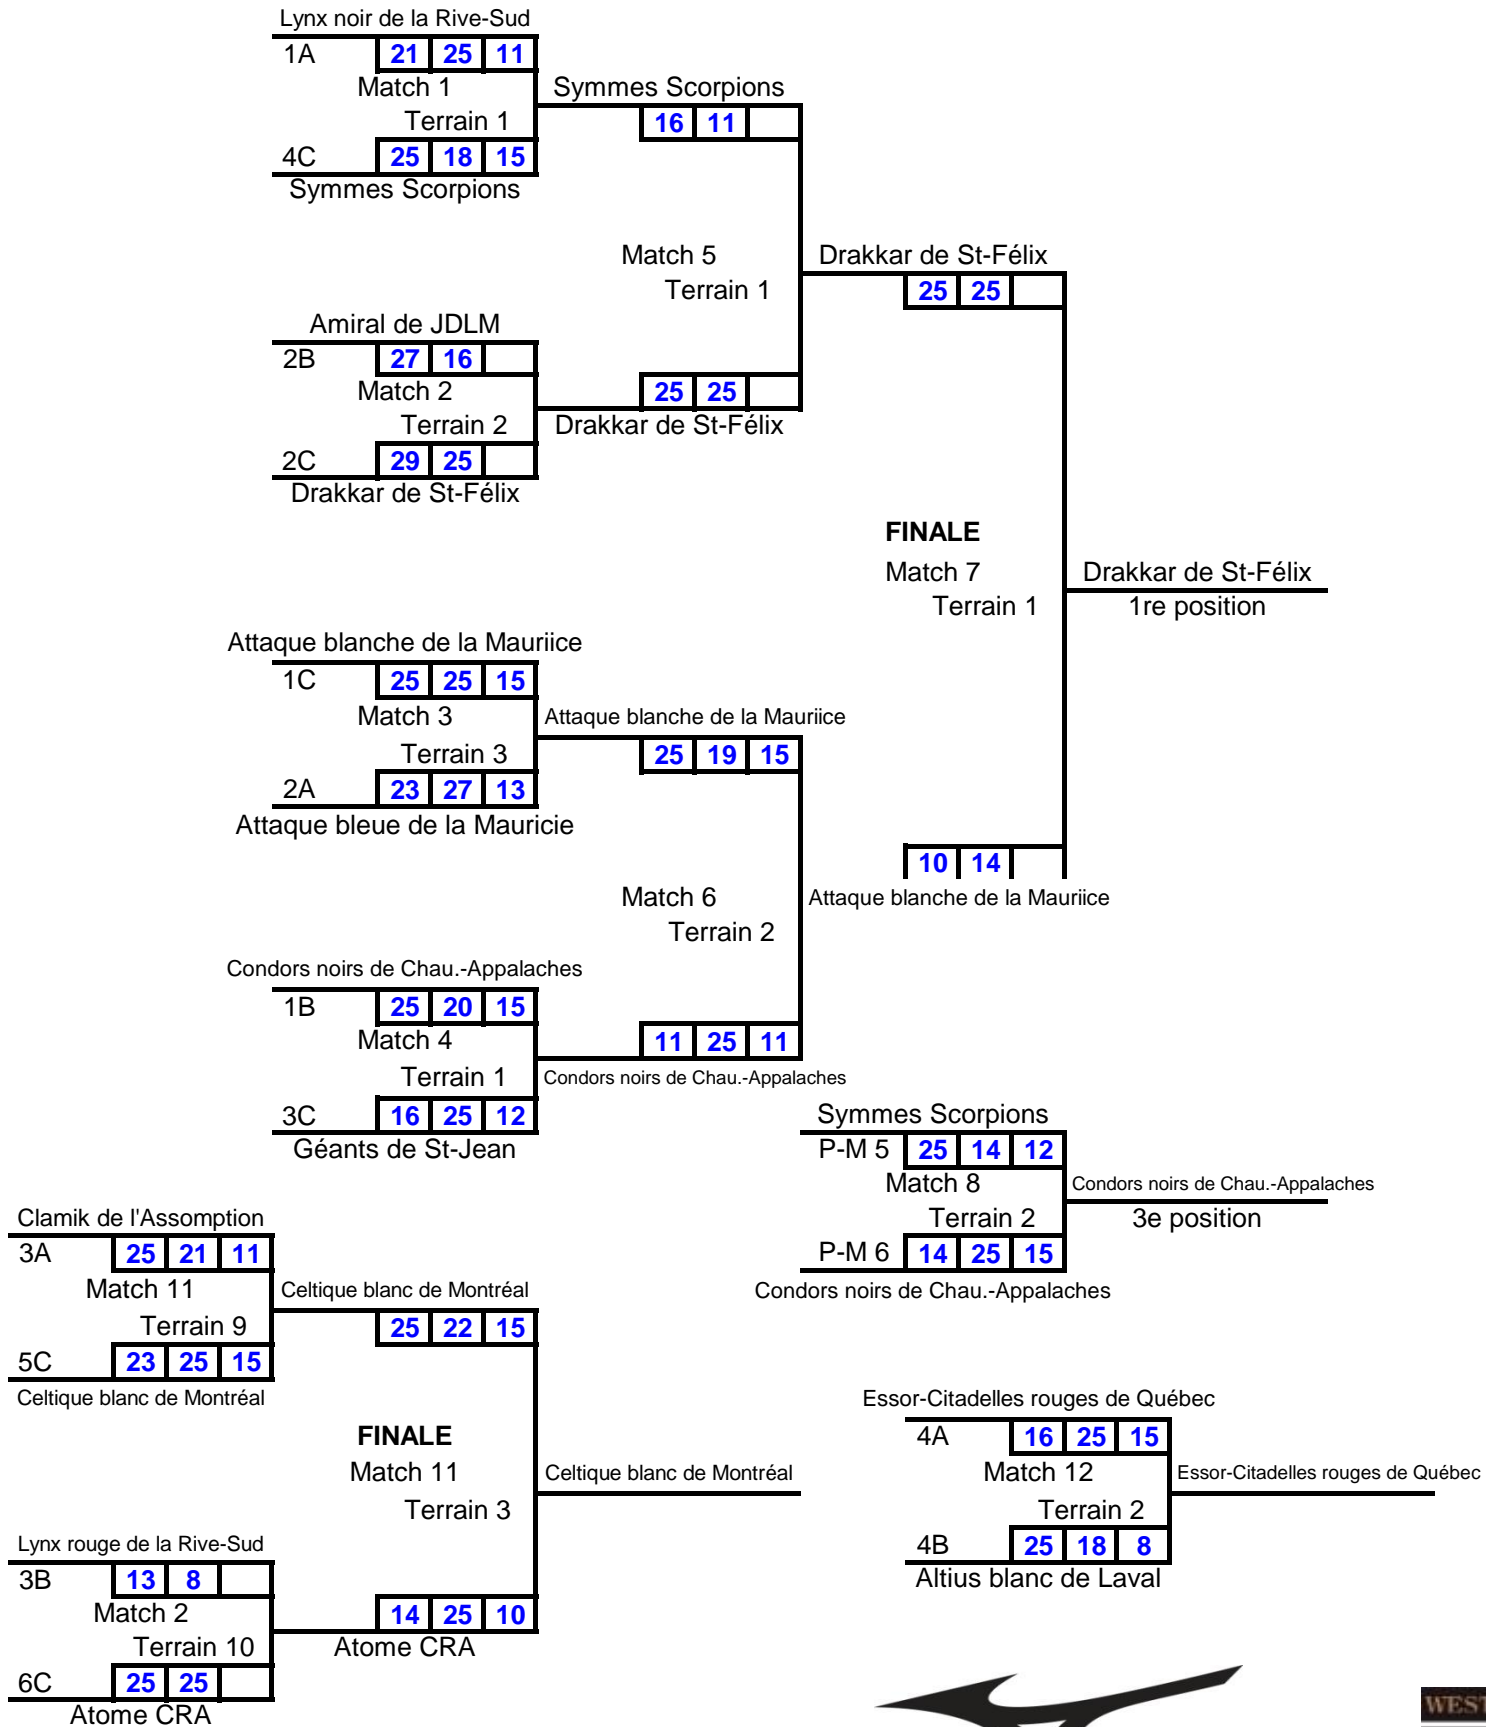 Lynx noir de la Rive-Sud
1A 21 25 11
Match 1
Terrain 1
4C 25 18 15
Symmes Scorpions
Symmes Scorpions
16 11
Match 5
Terrain 1
Amiral de JDLM
2B 27 16
Match 2
Terrain 2
2C 29 25
Drakkar de St-Félix
25 25
Drakkar de St-Félix
Drakkar de St-Félix
25 25
FINALE
Match 7
Terrain 1
Drakkar de St-Félix
1re position
Attaque blanche de la Mauriice
1C 25 25 15
Match 3
Terrain 3
2A 23 27 13
Attaque bleue de la Mauricie
Attaque blanche de la Mauriice
25 19 15
Match 6
Terrain 2
10 14
Attaque blanche de la Mauriice
Condors noirs de Chau.-Appalaches
1B 25 20 15
Match 4
Terrain 1
3C 16 25 12
Géants de St-Jean
11 25 11
Condors noirs de Chau.-Appalaches
Symmes Scorpions
P-M 5 25 14 12
Match 8
Terrain 2
P-M 6 14 25 15
Condors noirs de Chau.-Appalaches
Condors noirs de Chau.-Appalaches
3e position
Clamik de l'Assomption
3A 25 21 11
Match 11
Terrain 9
5C 23 25 15
Celtique blanc de Montréal
Celtique blanc de Montréal
25 22 15
FINALE
Match 11
Terrain 3
Celtique blanc de Montréal
Lynx rouge de la Rive-Sud
3B 13 8
Match 2
Terrain 10
6C 25 25
Atome CRA
14 25 10
Atome CRA
Essor-Citadelles rouges de Québec
4A 16 25 15
Match 12
Terrain 2
4B 25 18 8
Altius blanc de Laval
Essor-Citadelles rouges de Québec